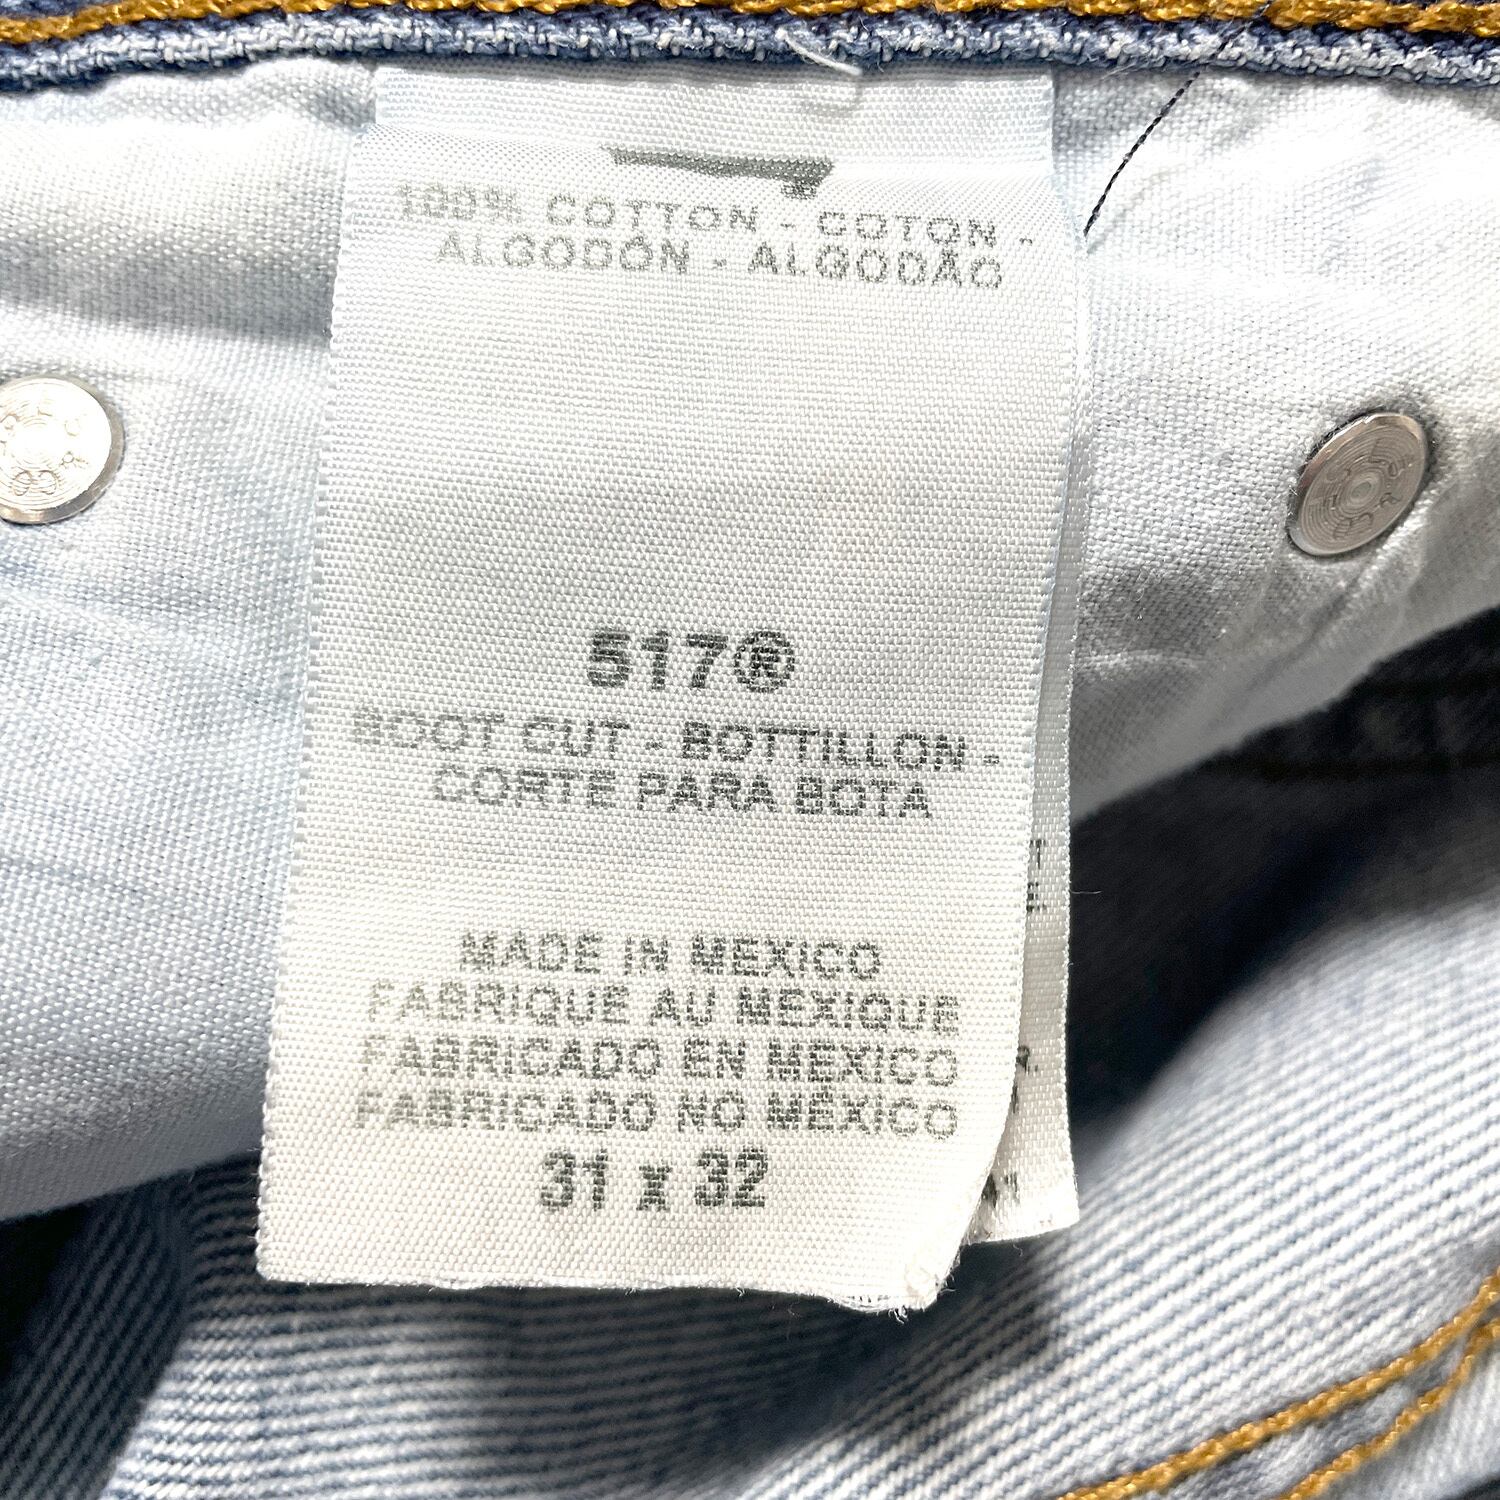 100% COTTON - COTON -
ALGODÓN - ALGODÃO
517®
BOOT CUT - BOTTILLON -
CORTE PARA BOTA
MADE IN MEXICO
FABRIQUE AU MEXIQUE
FABRICADO EN MEXICO
FABRICADO NO MÉXICO
31 x 32